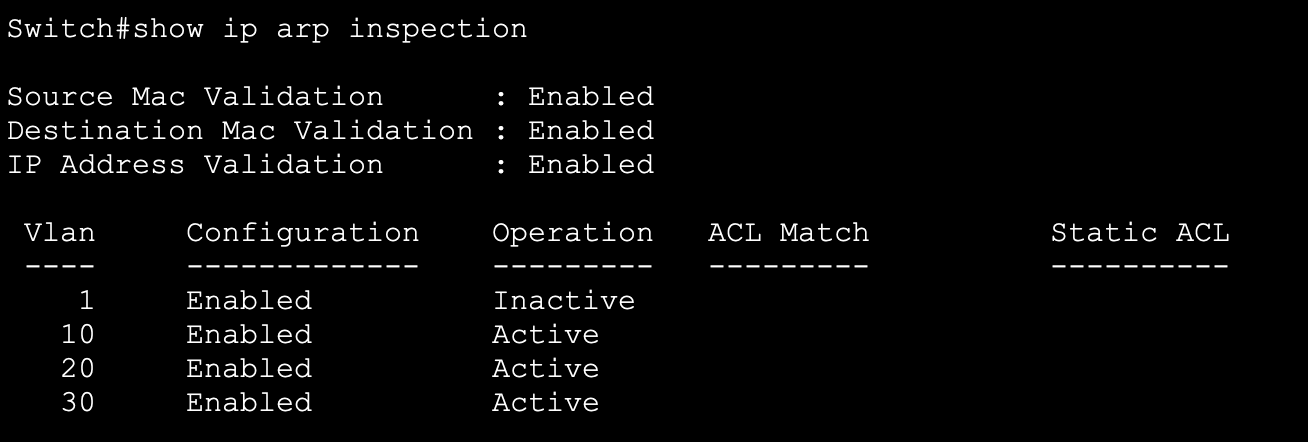 Switch#show ip arp inspection
Source Mac Validation      : Enabled
Destination Mac Validation : Enabled
IP Address Validation      : Enabled
 Vlan     Configuration    Operation   ACL Match          Static ACL
 ----     -------------    ---------   ---------          ----------
    1     Enabled          Inactive
   10     Enabled          Active
   20     Enabled          Active
   30     Enabled          Active